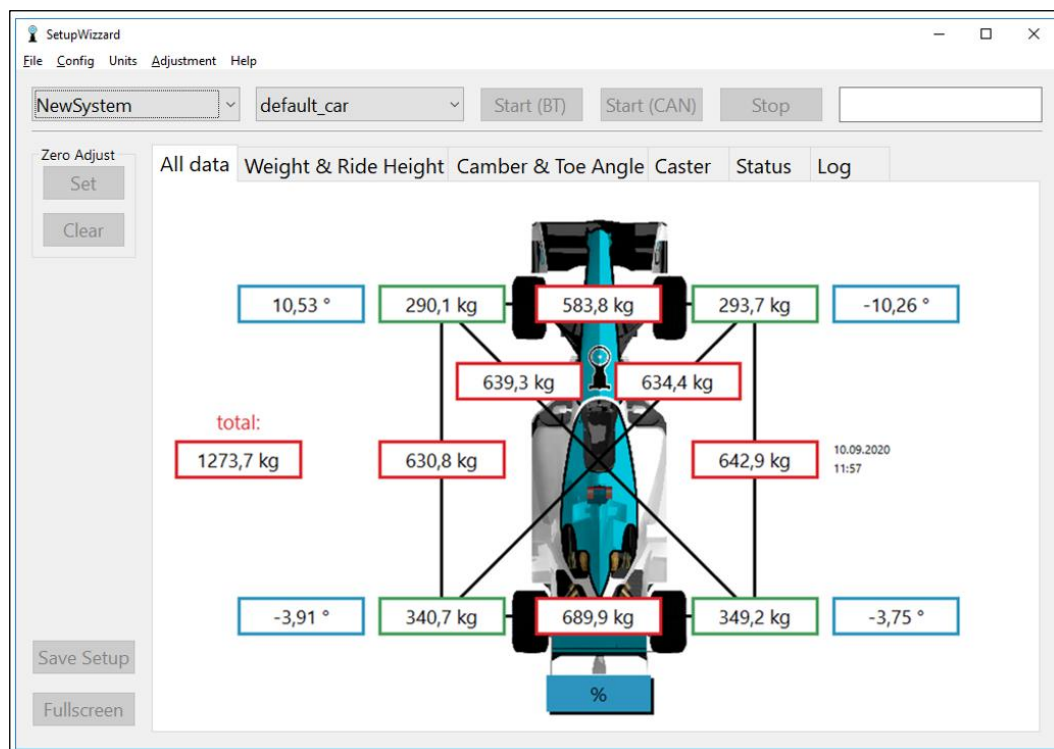 SetupWizzard
File Config Units Adjustment Help
NewSystem default_car Start (BT) Start (CAN) Stop
Zero Adjust
Set
Clear
All data Weight & Ride Height Camber & Toe Angle Caster Status Log
10,53 ° 290,1 kg 583,8 kg 293,7 kg -10,26 °
639,3 kg 634,4 kg
total:
1273,7 kg 630,8 kg 642,9 kg
10.09.2020
11:57
-3,91 ° 340,7 kg 689,9 kg 349,2 kg -3,75 °
Save Setup
%
Fullscreen